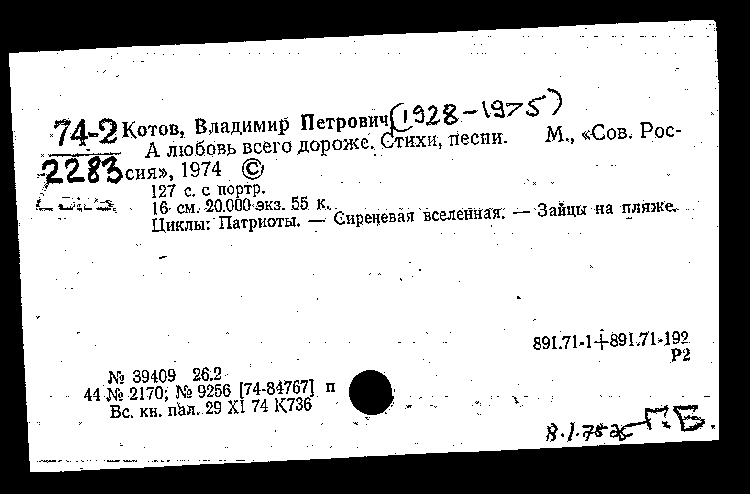 74-2 Котов, Владимир Петрович (1928-1975)
А любовь всего дороже. Стихи, песни. М., «Сов. Рос-
2283 сия», 1974 ©
127 с. с портр.
16 см. 20.000 экз. 55 к.
Циклы: Патриоты. — Сиреневая вселенная. — Зайцы на пляже.
891.71-1+891.71-192
Р2
№ 39409 26.2
44 № 2170; № 9256 [74-84767] п
Вс. кн. пал. 29 XI 74 К736
8.1.75 Г.Б.